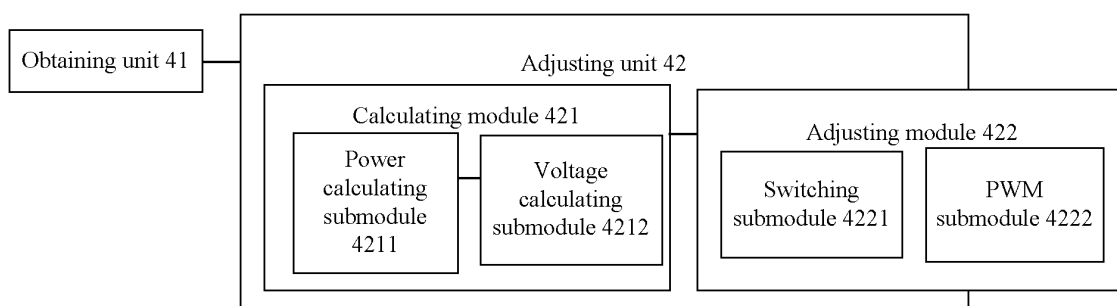 Obtaining unit 41
Adjusting unit 42
Calculating module 421
Power
calculating
submodule
4211
Voltage
calculating
submodule 4212
Adjusting module 422
Switching
submodule 4221
PWM
submodule 4222